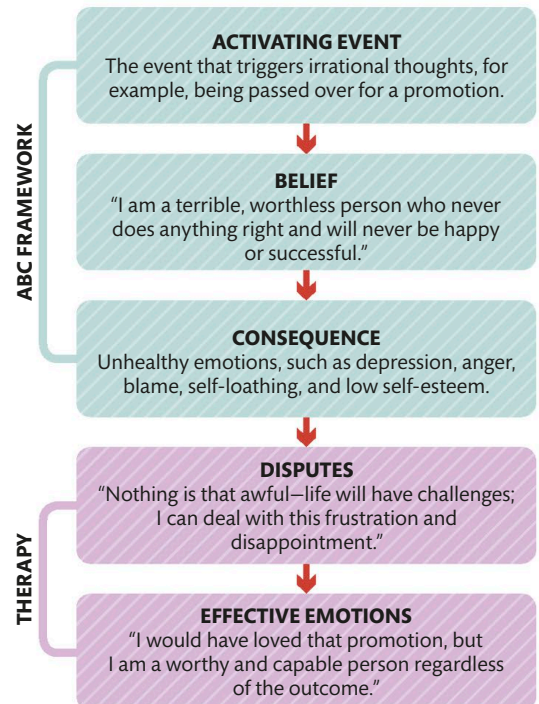 ABC FRAMEWORK
ACTIVATING EVENT
The event that triggers irrational thoughts, for
example, being passed over for a promotion.
BELIEF
“I am a terrible, worthless person who never
does anything right and will never be happy
or successful.”
CONSEQUENCE
Unhealthy emotions, such as depression, anger,
blame, self-loathing, and low self-esteem.
THERAPY
DISPUTES
“Nothing is that awful—life will have challenges;
I can deal with this frustration and
disappointment.”
EFFECTIVE EMOTIONS
“I would have loved that promotion, but
I am a worthy and capable person regardless
of the outcome.”